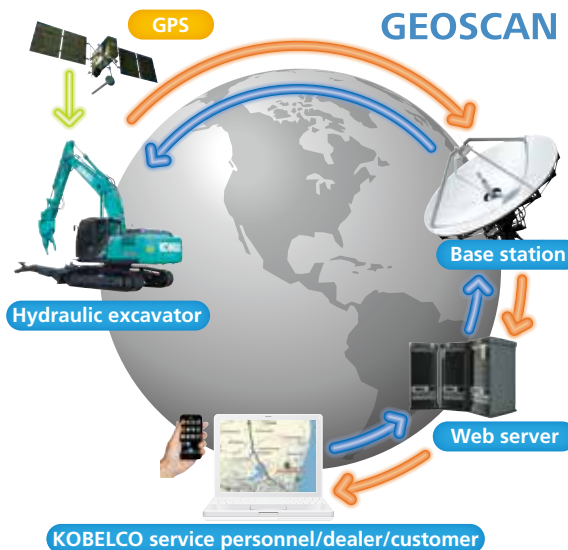 GPS
GEOSCAN
Base station
Hydraulic excavator
Web server
KOBELCO service personnel/dealer/customer